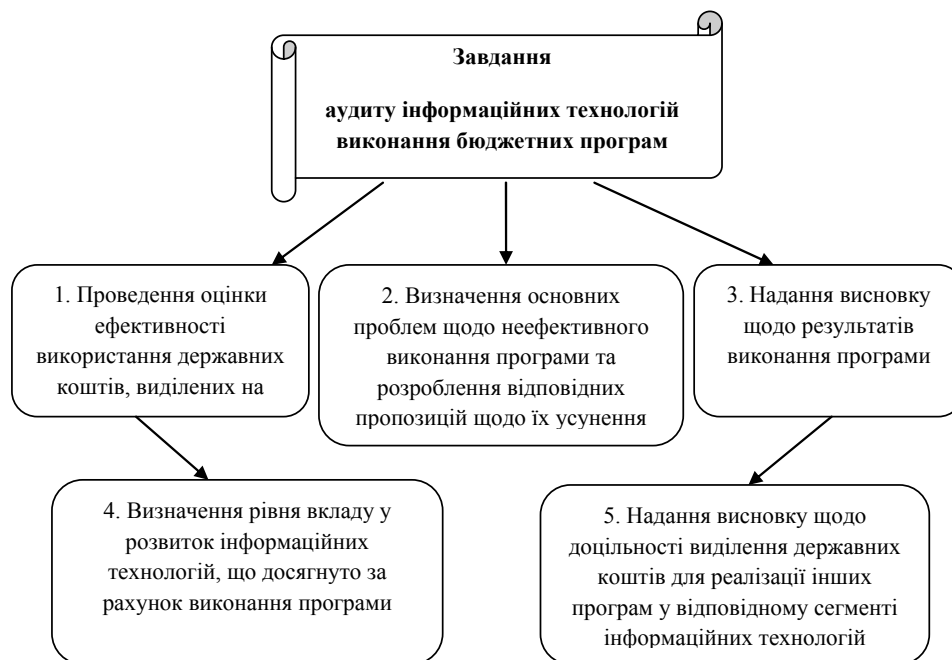 Завдання
аудиту інформаційних технологій
виконання бюджетних програм
1. Проведення оцінки
ефективності
використання державних
коштів, виділених на
2. Визначення основних
проблем щодо неефективного
виконання програми та
розроблення відповідних
пропозицій щодо їх усунення
3. Надання висновку
щодо результатів
виконання програми
4. Визначення рівня вкладу у
розвиток інформаційних
технологій, що досягнуто за
рахунок виконання програми
5. Надання висновку щодо
доцільності виділення державних
коштів для реалізації інших
програм у відповідному сегменті
інформаційних технологій